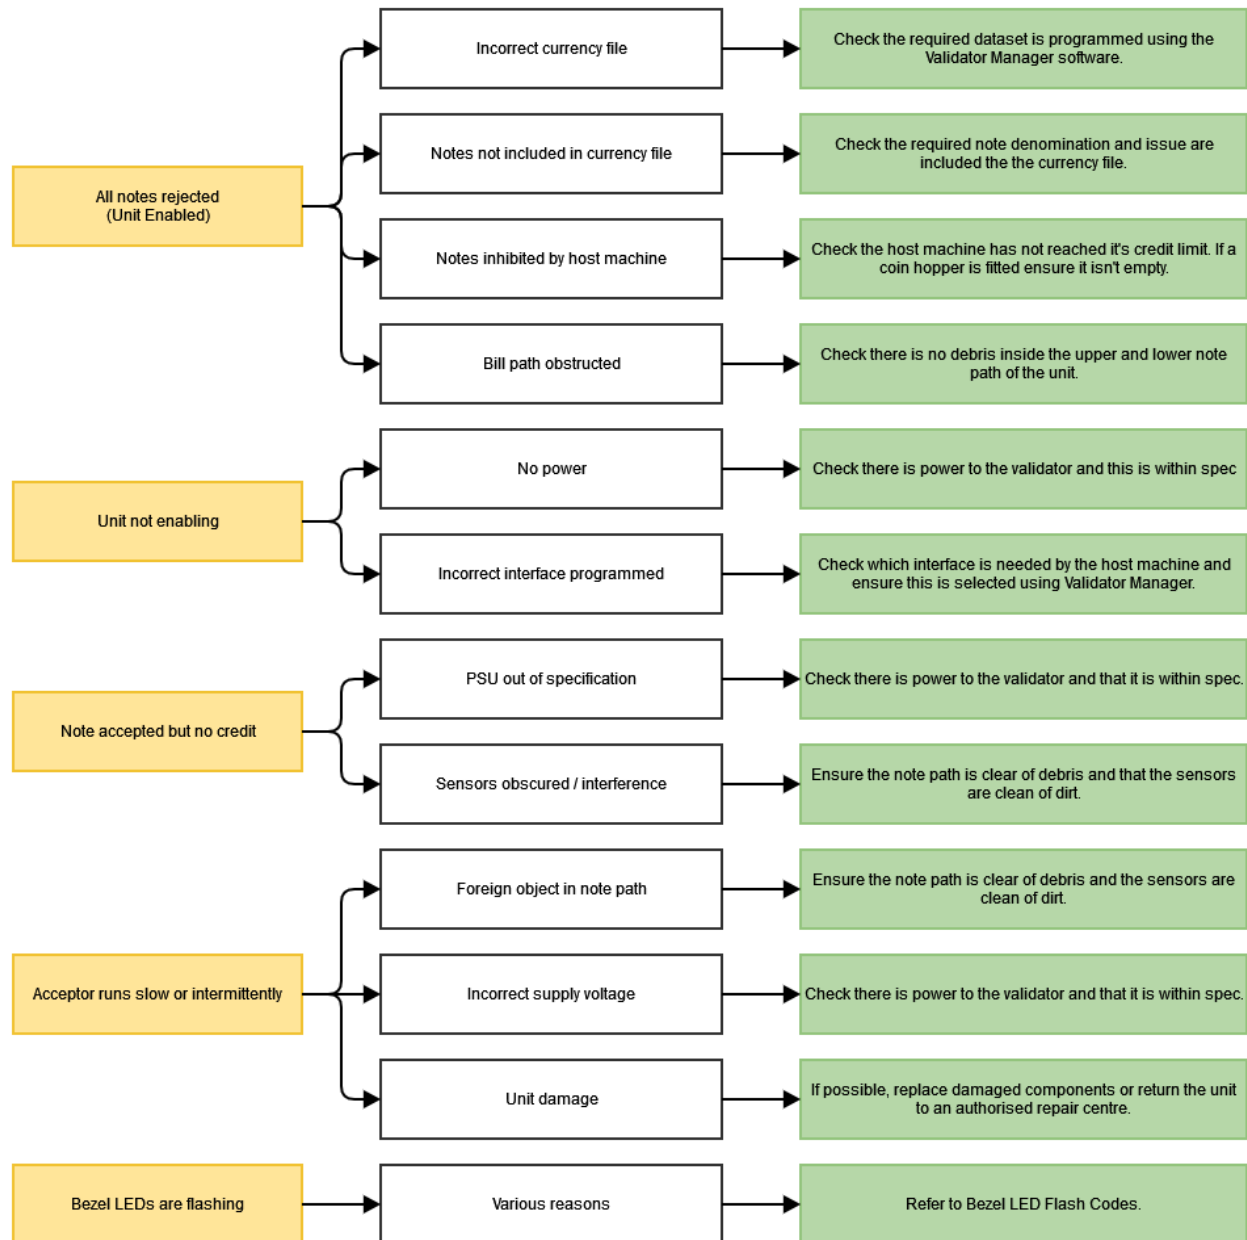 All notes rejected
(Unit Enabled)
Incorrect currency file
Check the required dataset is programmed using the
Validator Manager software.
Notes not included in currency file
Check the required note denomination and issue are
included the the currency file.
Notes inhibited by host machine
Check the host machine has not reached it's credit limit. If a
coin hopper is fitted ensure it isn't empty.
Bill path obstructed
Check there is no debris inside the upper and lower note
path of the unit.
Unit not enabling
No power
Check there is power to the validator and this is within spec
Incorrect interface programmed
Check which interface is needed by the host machine and
ensure this is selected using Validator Manager.
Note accepted but no credit
PSU out of specification
Check there is power to the validator and that it is within spec.
Sensors obscured / interference
Ensure the note path is clear of debris and that the sensors
are clean of dirt.
Acceptor runs slow or intermittently
Foreign object in note path
Ensure the note path is clear of debris and the sensors are
clean of dirt.
Incorrect supply voltage
Check there is power to the validator and that it is within spec.
Unit damage
If possible, replace damaged components or return the unit
to an authorised repair centre.
Bezel LEDs are flashing
Various reasons
Refer to Bezel LED Flash Codes.